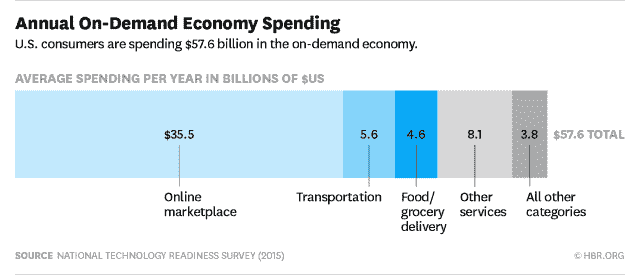 Annual On-Demand Economy Spending
U.S. consumers are spending $57.6 billion in the on-demand economy.
AVERAGE SPENDING PER YEAR IN BILLIONS OF $US
$35.5 5.6 4.6 8.1 3.8 $57.6 TOTAL
Online
marketplace
Transportation
Food/
grocery
delivery
Other
services
All other
categories
SOURCE NATIONAL TECHNOLOGY READINESS SURVEY (2015) © HBR.ORG